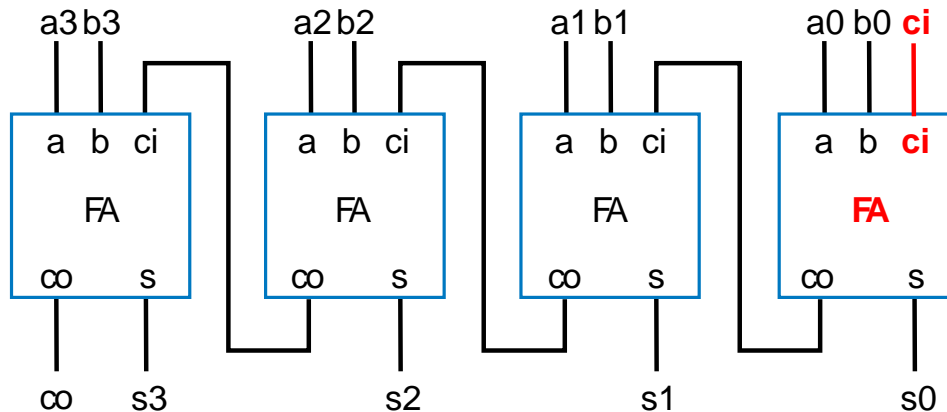 a3 b3 a2 b2 a1 b1 a0 b0 ci
a b ci a b ci a b ci a b ci
FA FA FA FA
co s co s co s co s
co s3 s2 s1 s0